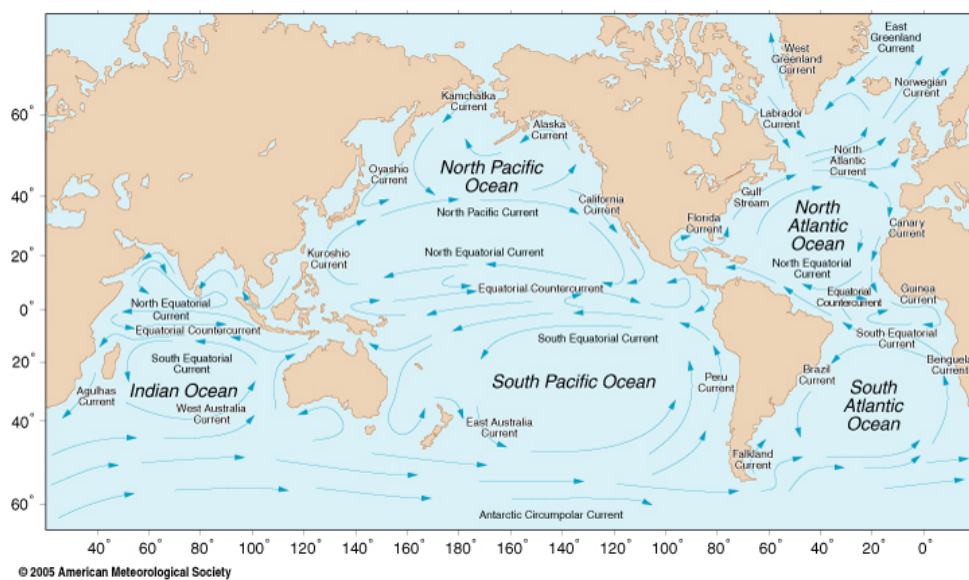 East
Greenland
Current
West
Greenland
Current
Norwegian
Current
Kamchatka
Current
Labrador
Current
Alaska
Current
North
Atlantic
Current
Oyashio
Current
North Pacific
Ocean
Gulf
Stream
California
Current
North Pacific Current
Florida
Current
North
Atlantic
Ocean
Canary
Current
Kuroshio
Current
North Equatorial Current
North Equatorial
Current
Equatorial Countercurrent
Equatorial
Countercurrent
Guinea
Current
North Equatorial
Current
Equatorial Countercurrent
South Equatorial
Current
South Equatorial Current
South Equatorial
Current
Indian Ocean
South Pacific Ocean
Agulhas
Current
West Australia
Current
East Australia
Current
Peru
Current
Brazil
Current
Benguela
Current
South
Atlantic
Ocean
Falkland
Current
Antarctic Circumpolar Current
60°
40°
20°
0°
20°
40°
60°
40° 60° 80° 100° 120° 140° 160° 180° 160° 140° 120° 100° 80° 60° 40° 20° 0°
© 2005 American Meteorological Society